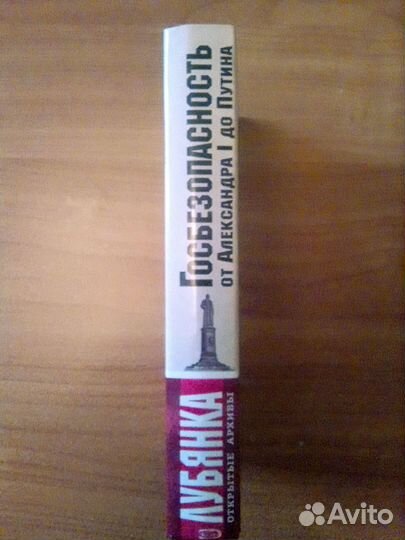 ГОСБЕЗОПАСНОСТЬ
ОТ АЛЕКСАНДРА I ДО ПУТИНА
ЛУБЯНКА
ОТКРЫТЫЕ АРХИВЫ
Avito